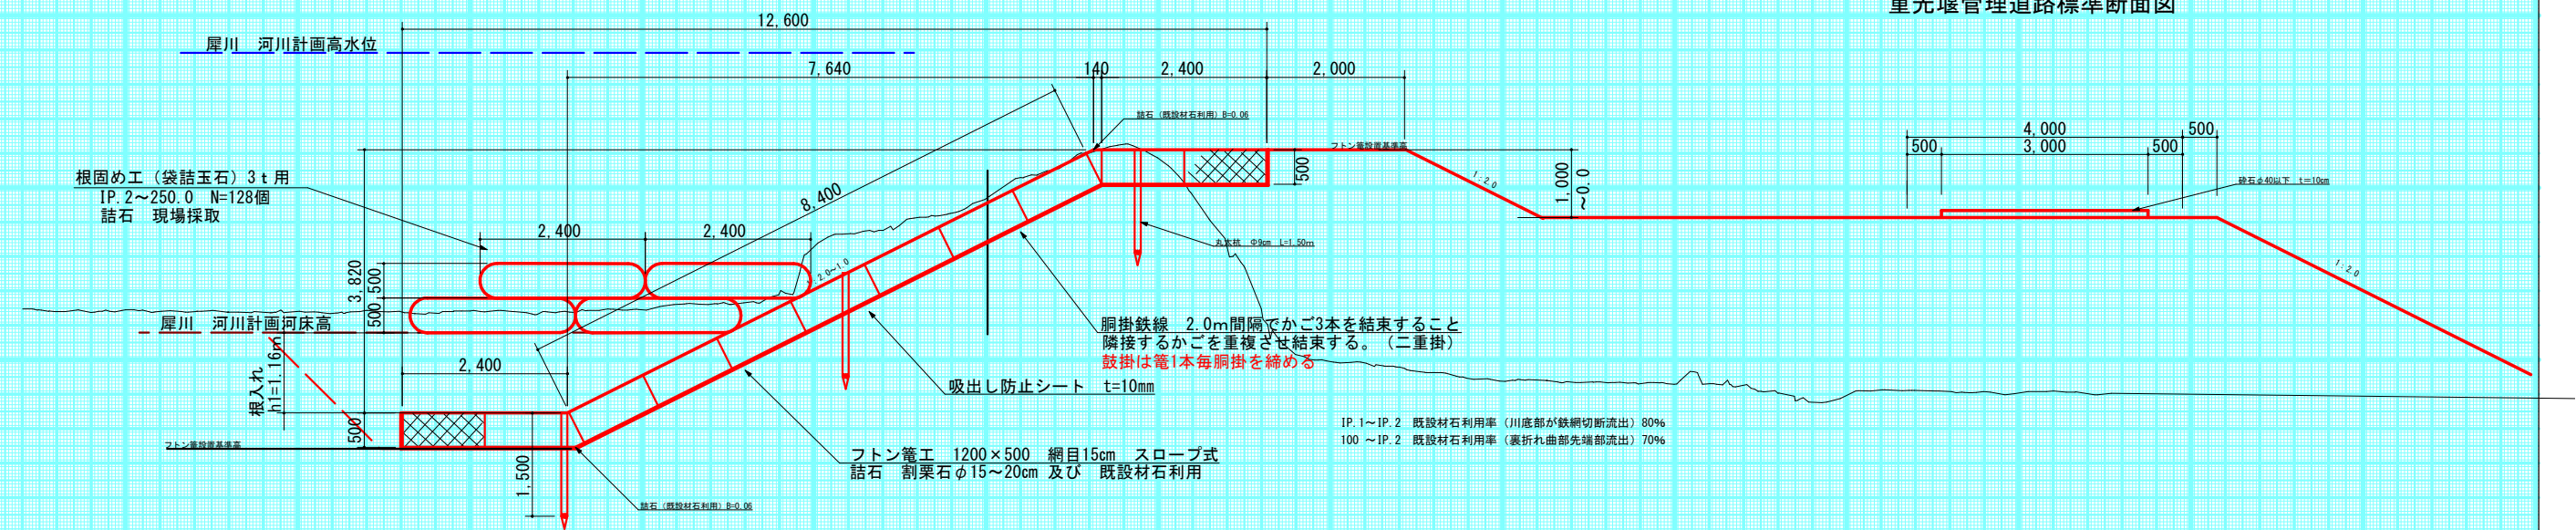 重光堰管理道路標準断面図
12,600
犀川　河川計画高水位
7,640
140
2,400
2,000
詰石（既設材石利用）B=0.06
フトン篭設置基準高
4,000
500
500
3,000
500
砕石φ40以下　t=10cm
500
1,000
～0.0
1:2.0
根固め工（袋詰玉石）3ｔ用
IP.2～250.0　N=128個
詰石　現場採取
8,400
2,400
2,400
丸太杭　Φ9cm　L=1.50m
3,820
500
500
1:2.0～1.0
1:2.0
犀川　河川計画河床高
胴掛鉄線　2.0m間隔でかご3本を結束すること
隣接するかごを重複させ結束する。（二重掛）
鼓掛は篭1本毎胴掛を締める
根入れ
h1=1.16m
2,400
吸出し防止シート　t=10mm
500
IP.1～IP.2　既設材石利用率（川底部が鉄網切断流出）80%
100 ～IP.2　既設材石利用率（裏折れ曲部先端部流出）70%
フトン篭設置基準高
フトン篭工　1200×500　網目15cm　スロープ式
詰石　割栗石φ15～20cm 及び　既設材石利用
1,500
詰石（既設材石利用）B=0.06